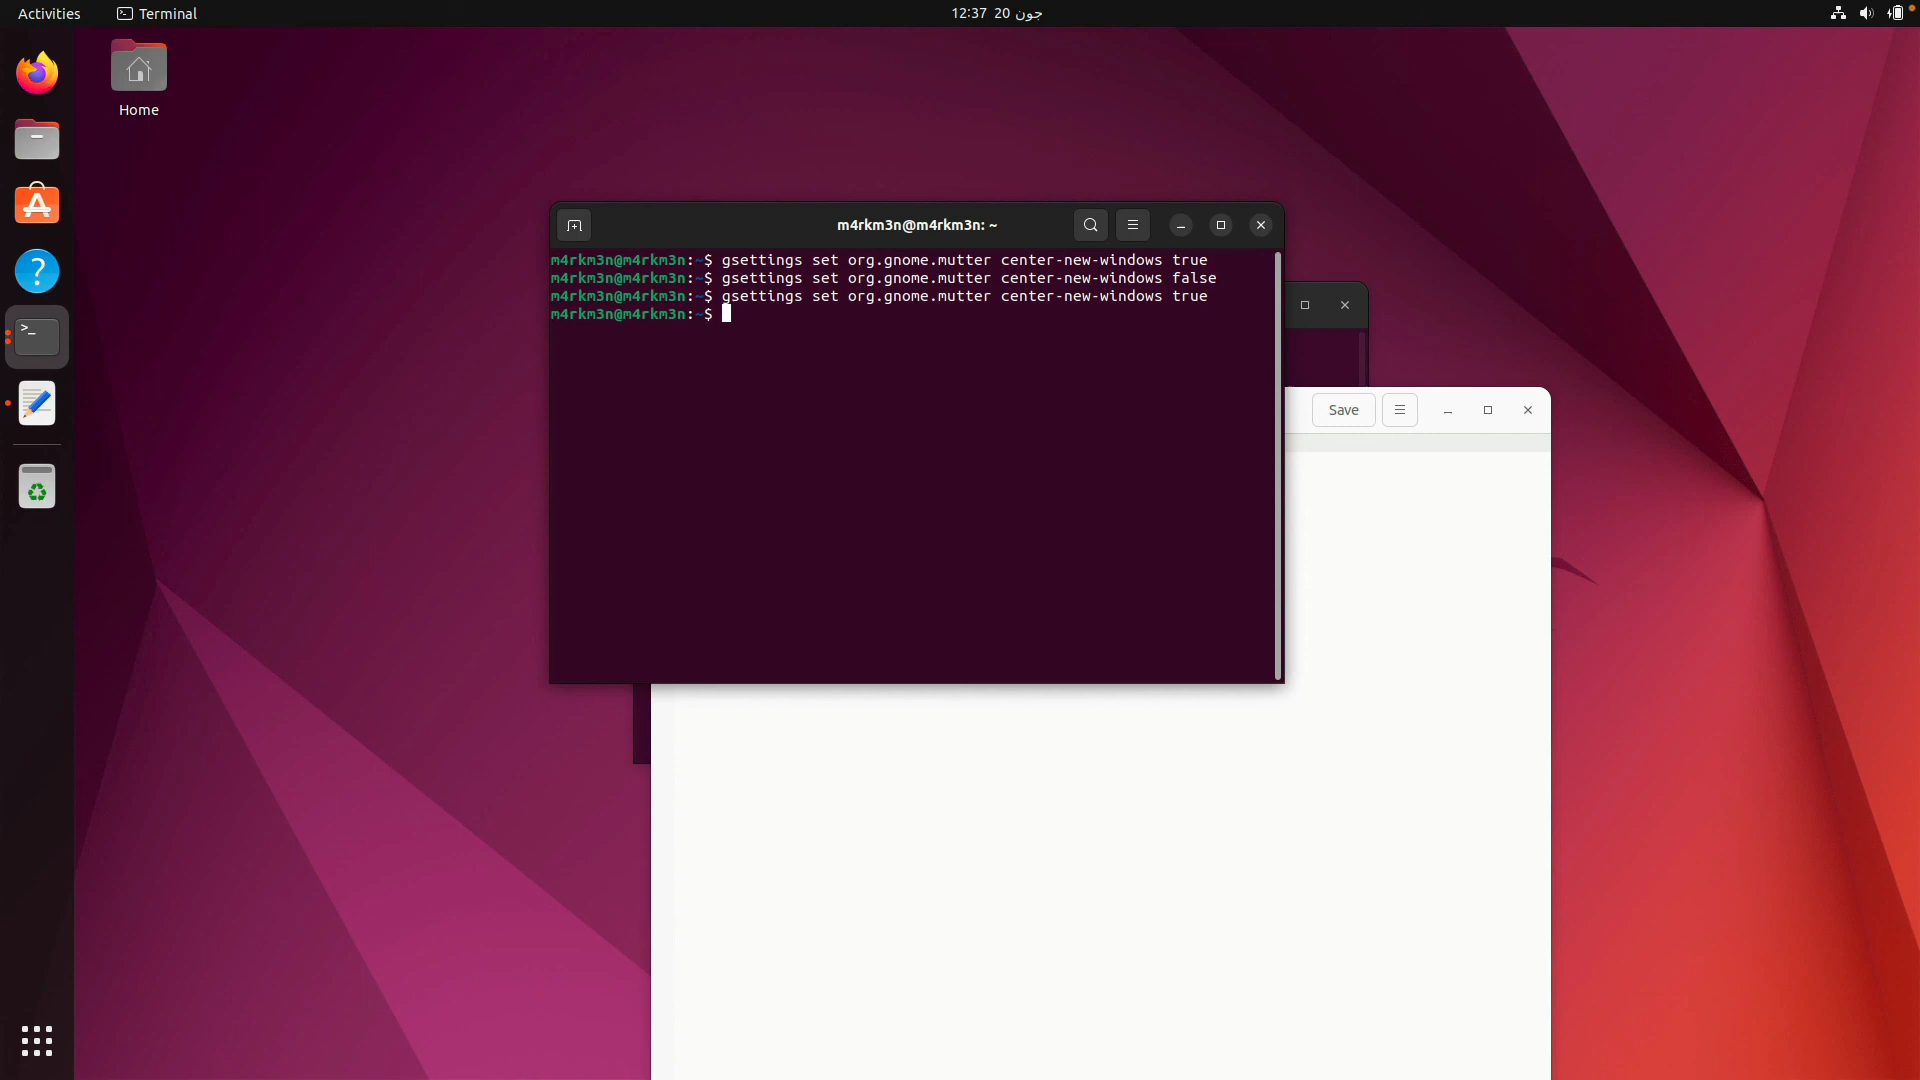 Activities
Terminal
جون 20 12:37
Home
m4rkm3n@m4rkm3n: ~
m4rkm3n@m4rkm3n:~$ gsettings set org.gnome.mutter center-new-windows true
m4rkm3n@m4rkm3n:~$ gsettings set org.gnome.mutter center-new-windows false
m4rkm3n@m4rkm3n:~$ gsettings set org.gnome.mutter center-new-windows true
m4rkm3n@m4rkm3n:~$
Save